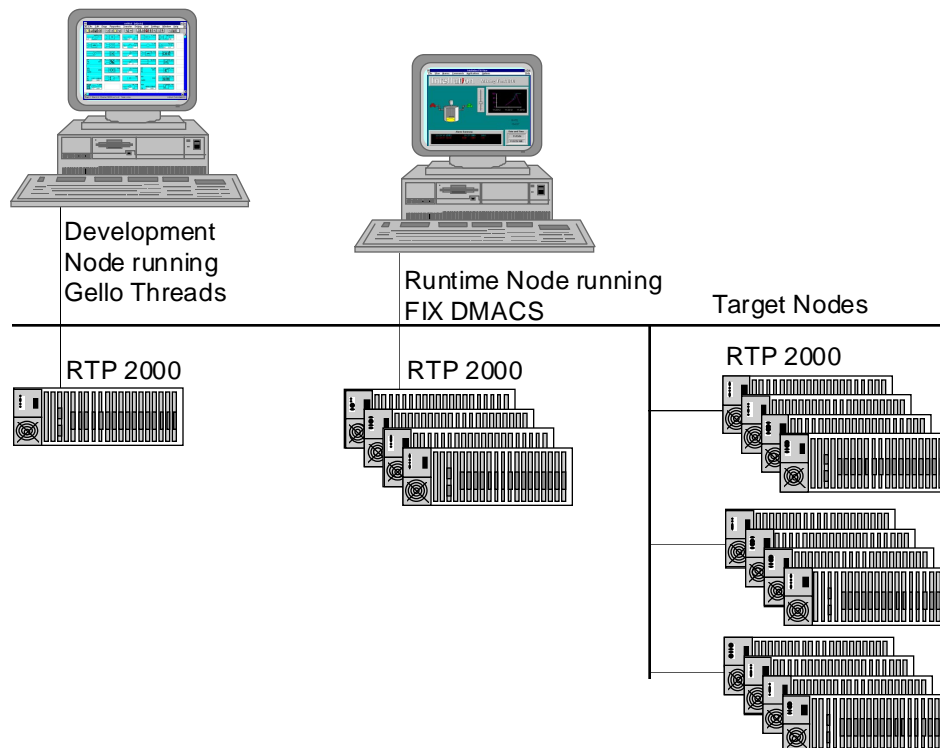 Development
Node running
Gello Threads
Runtime Node running
FIX DMACS
Target Nodes
RTP 2000
RTP 2000
RTP 2000